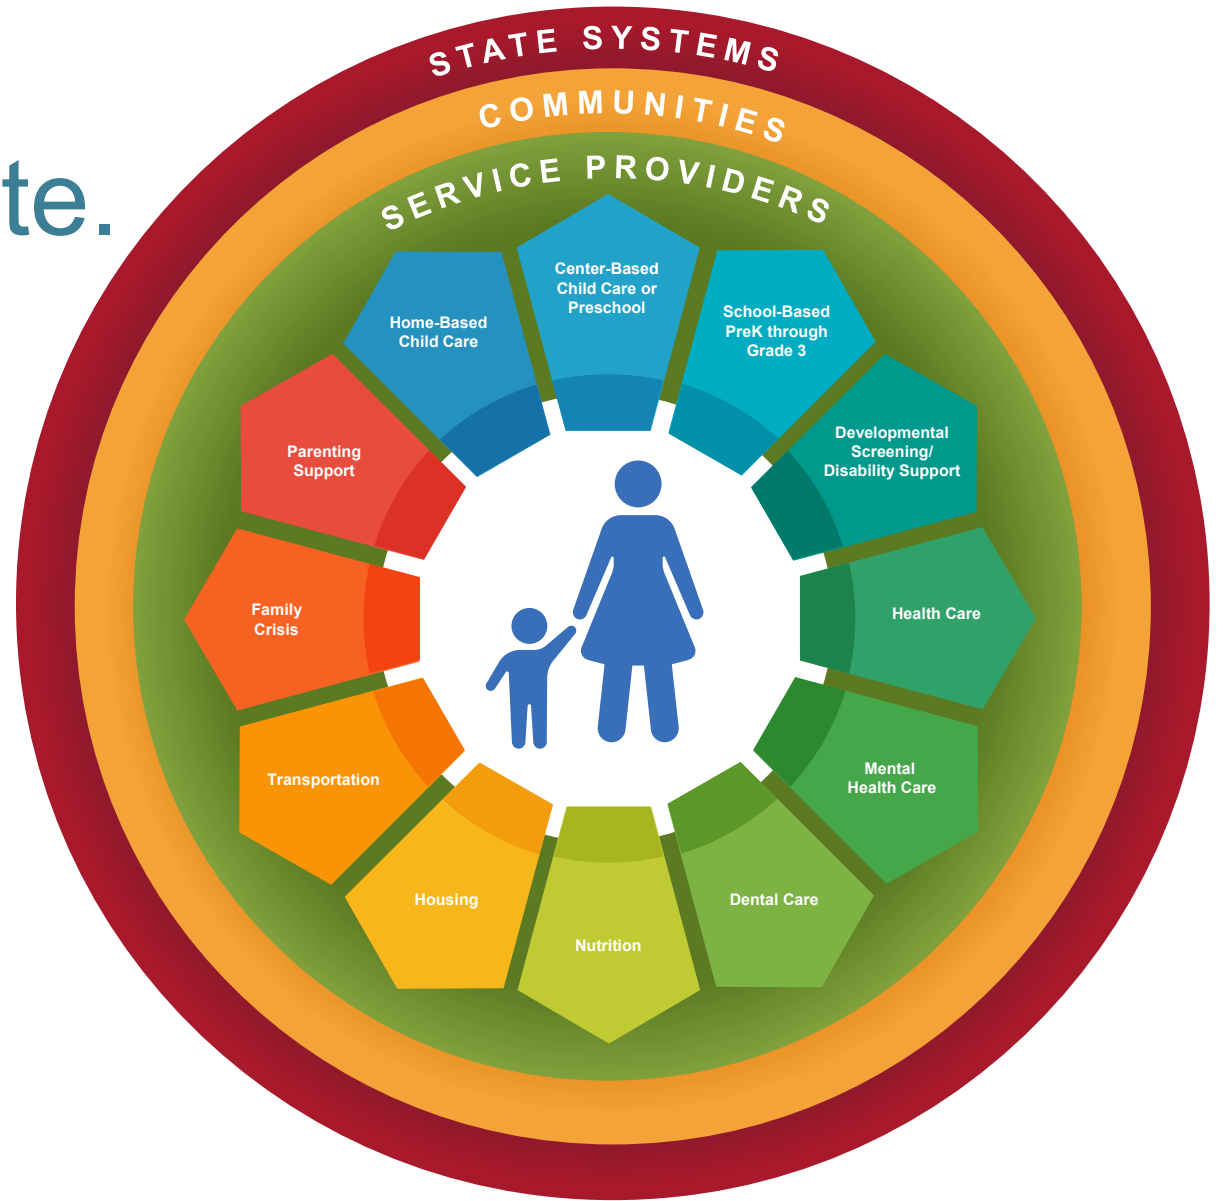 STATE SYSTEMS
COMMUNITIES
te.
SERVICE PROVIDERS
Center-Based
Child Care or
Preschool
School-Based
PreK through
Grade 3
Developmental
Screening/
Disability Support
Health Care
Mental
Health Care
Dental Care
Nutrition
Housing
Transportation
Family
Crisis
Parenting
Support
Home-Based
Child Care